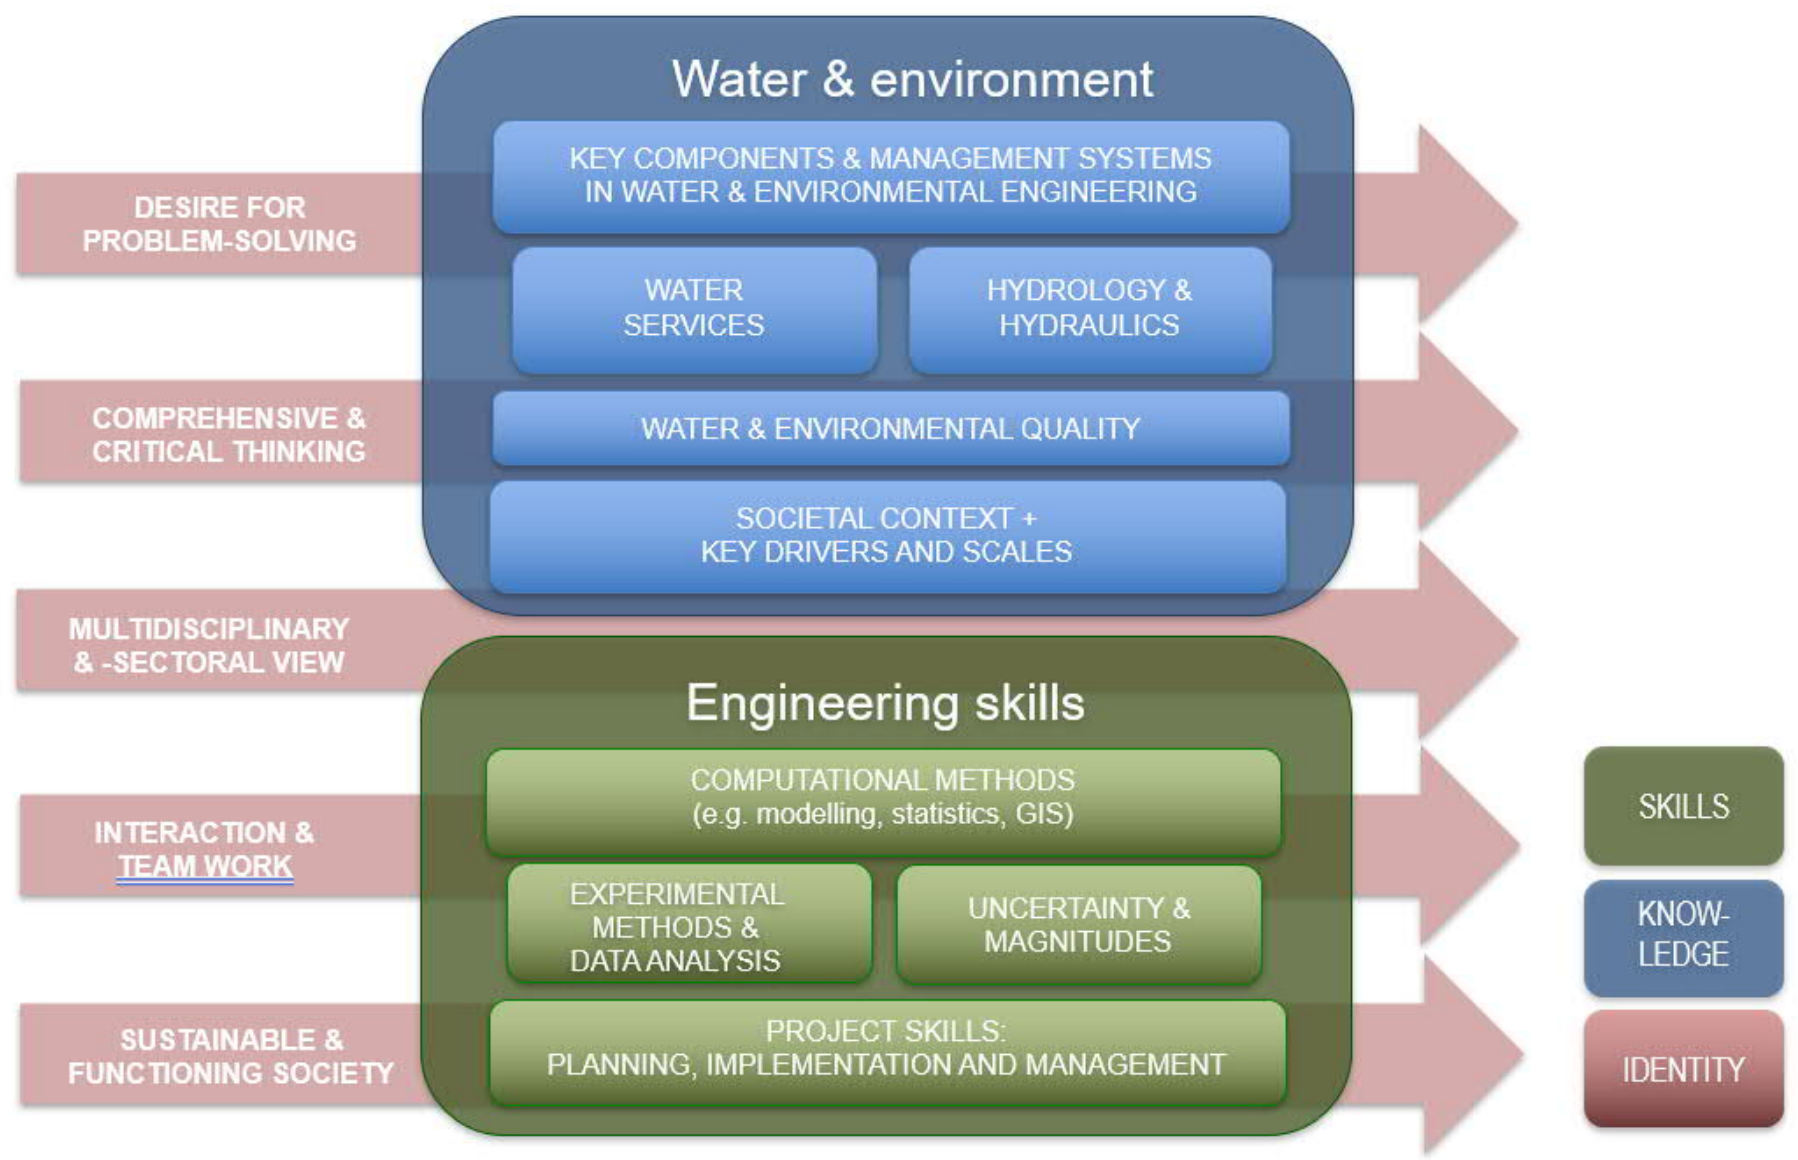 Water & environment
KEY COMPONENTS & MANAGEMENT SYSTEMS
IN WATER & ENVIRONMENTAL ENGINEERING
DESIRE FOR
PROBLEM-SOLVING
WATER
SERVICES
HYDROLOGY &
HYDRAULICS
COMPREHENSIVE &
CRITICAL THINKING
WATER & ENVIRONMENTAL QUALITY
SOCIETAL CONTEXT +
KEY DRIVERS AND SCALES
MULTIDISCIPLINARY
& -SECTORAL VIEW
Engineering skills
COMPUTATIONAL METHODS
(e.g. modelling, statistics, GIS)
INTERACTION &
TEAM WORK
EXPERIMENTAL
METHODS &
DATA ANALYSIS
UNCERTAINTY &
MAGNITUDES
SUSTAINABLE &
FUNCTIONING SOCIETY
PROJECT SKILLS:
PLANNING, IMPLEMENTATION AND MANAGEMENT
SKILLS
KNOW-
LEDGE
IDENTITY